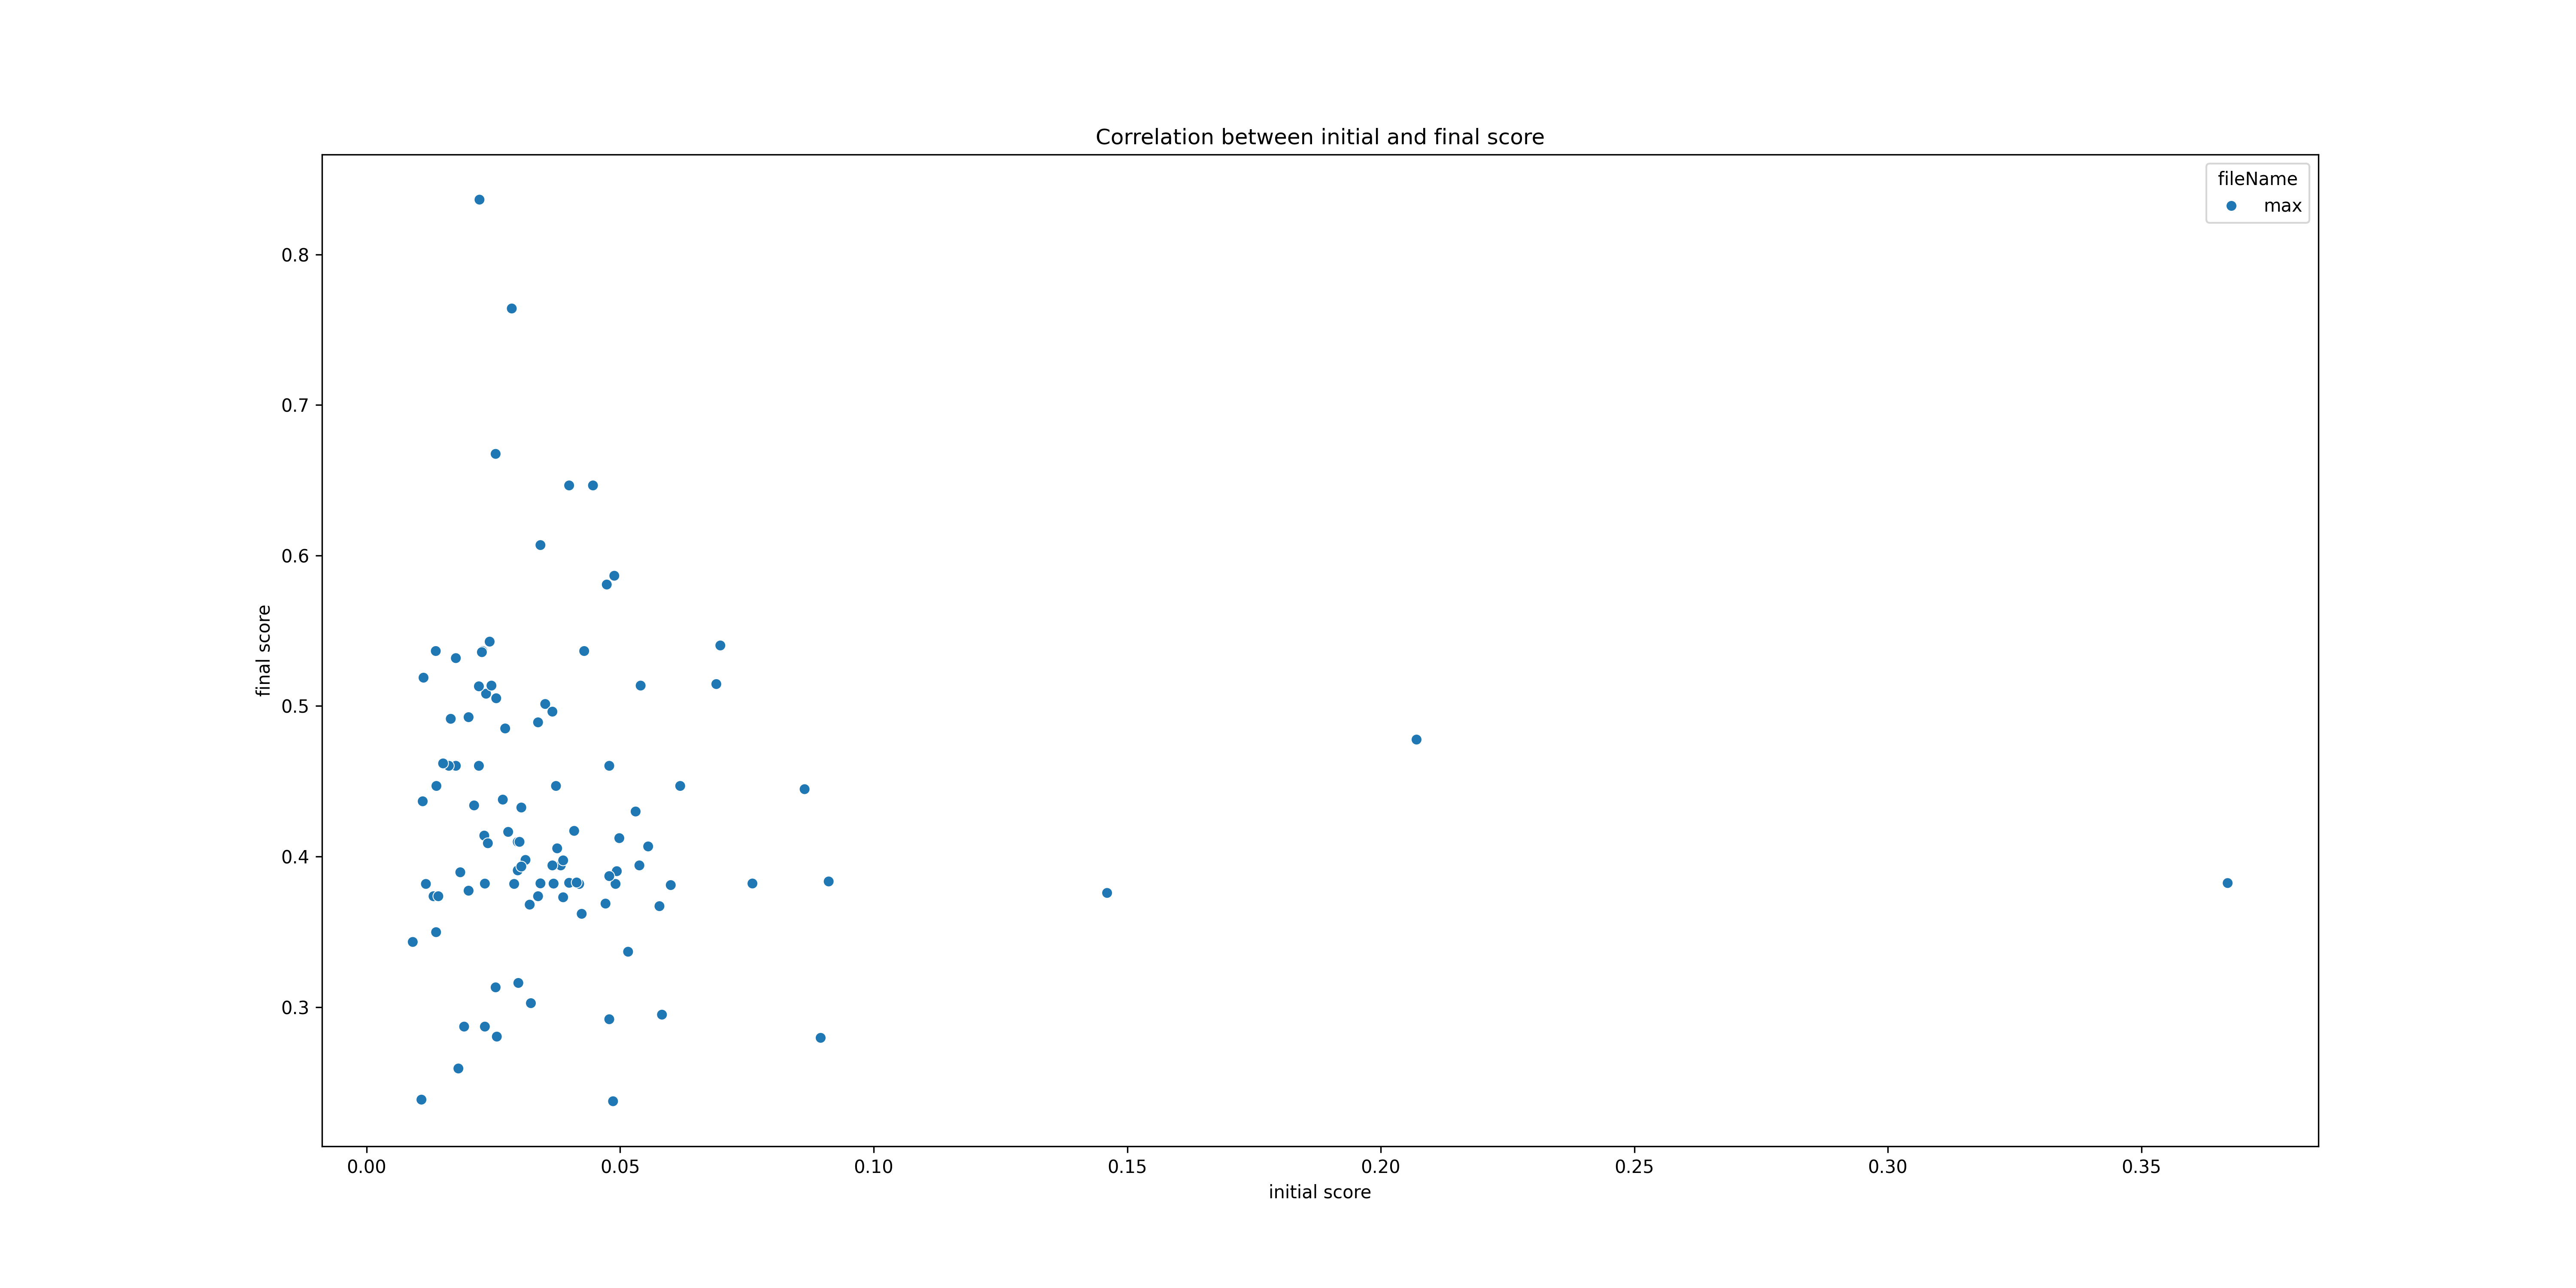 Correlation between initial and final score
fileName
max
0.8
0.7
0.6
0.5
0.4
0.3
final score
0.00 0.05 0.10 0.15 0.20 0.25 0.30 0.35
initial score